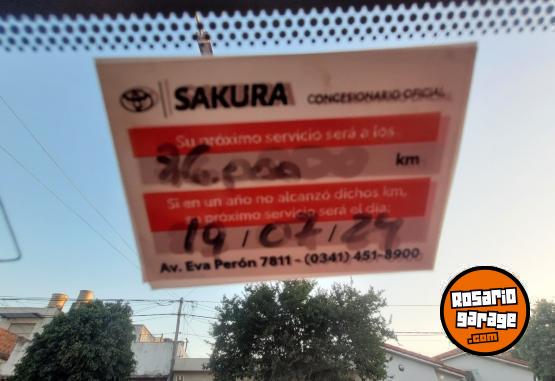 SAKURA CONCESIONARIO OFICIAL
Su próximo servicio será a los
km
Si en un año no alcanzó dichos km,
su próximo servicio será el día:
19 / 07 / 24
Av. Eva Perón 7811 - (0341) 451-8900
ROSARIO
garage
.com